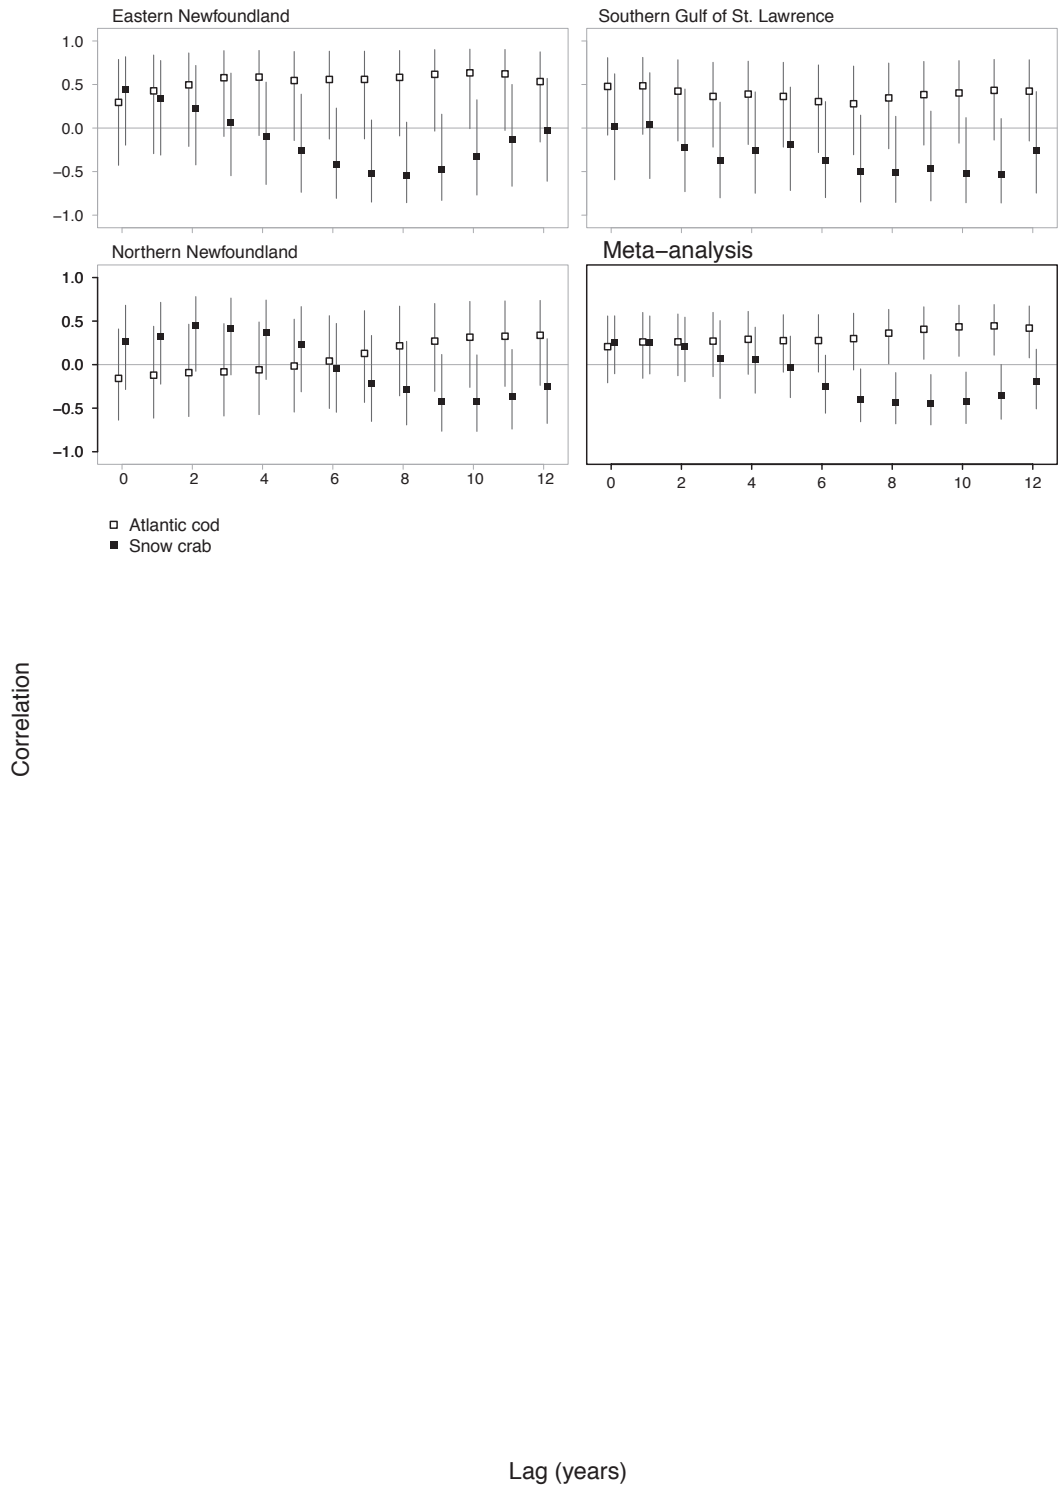 Eastern Newfoundland
Southern Gulf of St. Lawrence
1.0
0.5
0.0
−0.5
−1.0
Northern Newfoundland
Meta−analysis
1.0
0.5
0.0
−0.5
−1.0
0 2 4 6 8 10 12
0 2 4 6 8 10 12
Atlantic cod
Snow crab
Correlation
Lag (years)